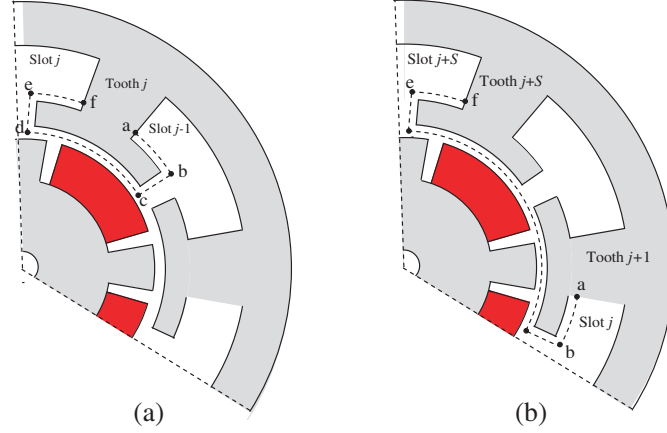 Slot j
Tooth j
e
f
a
Slot j-1
d
b
c
(a)
Slot j+S
Tooth j+S
e
f
Tooth j+1
a
Slot j
b
(b)